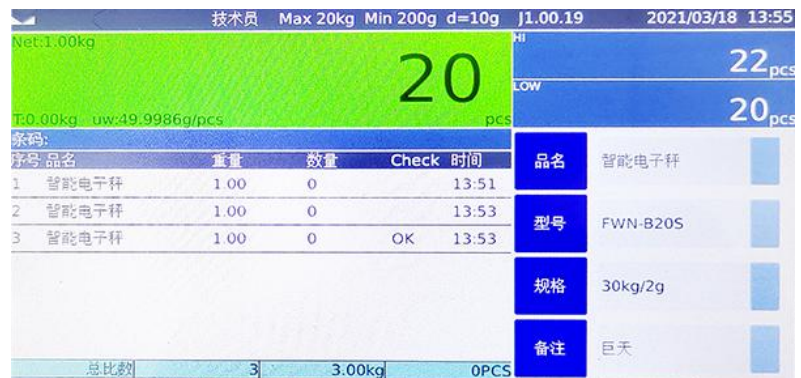 技术员 Max 20kg Min 200g d=10g J1.00.19 2021/03/18 13:55
Net:1.00kg
20
T:0.00kg uw:49.9986g/pcs pcs
HI
22 pcs
LOW
20 pcs
条码:
序号 品名 重量 数量 Check 时间
1 智能电子秤 1.00 0 13:51
2 智能电子秤 1.00 0 13:53
3 智能电子秤 1.00 0 OK 13:53
总比数 3 3.00kg 0PCS
品名 智能电子秤
型号 FWN-B20S
规格 30kg/2g
备注 巨天